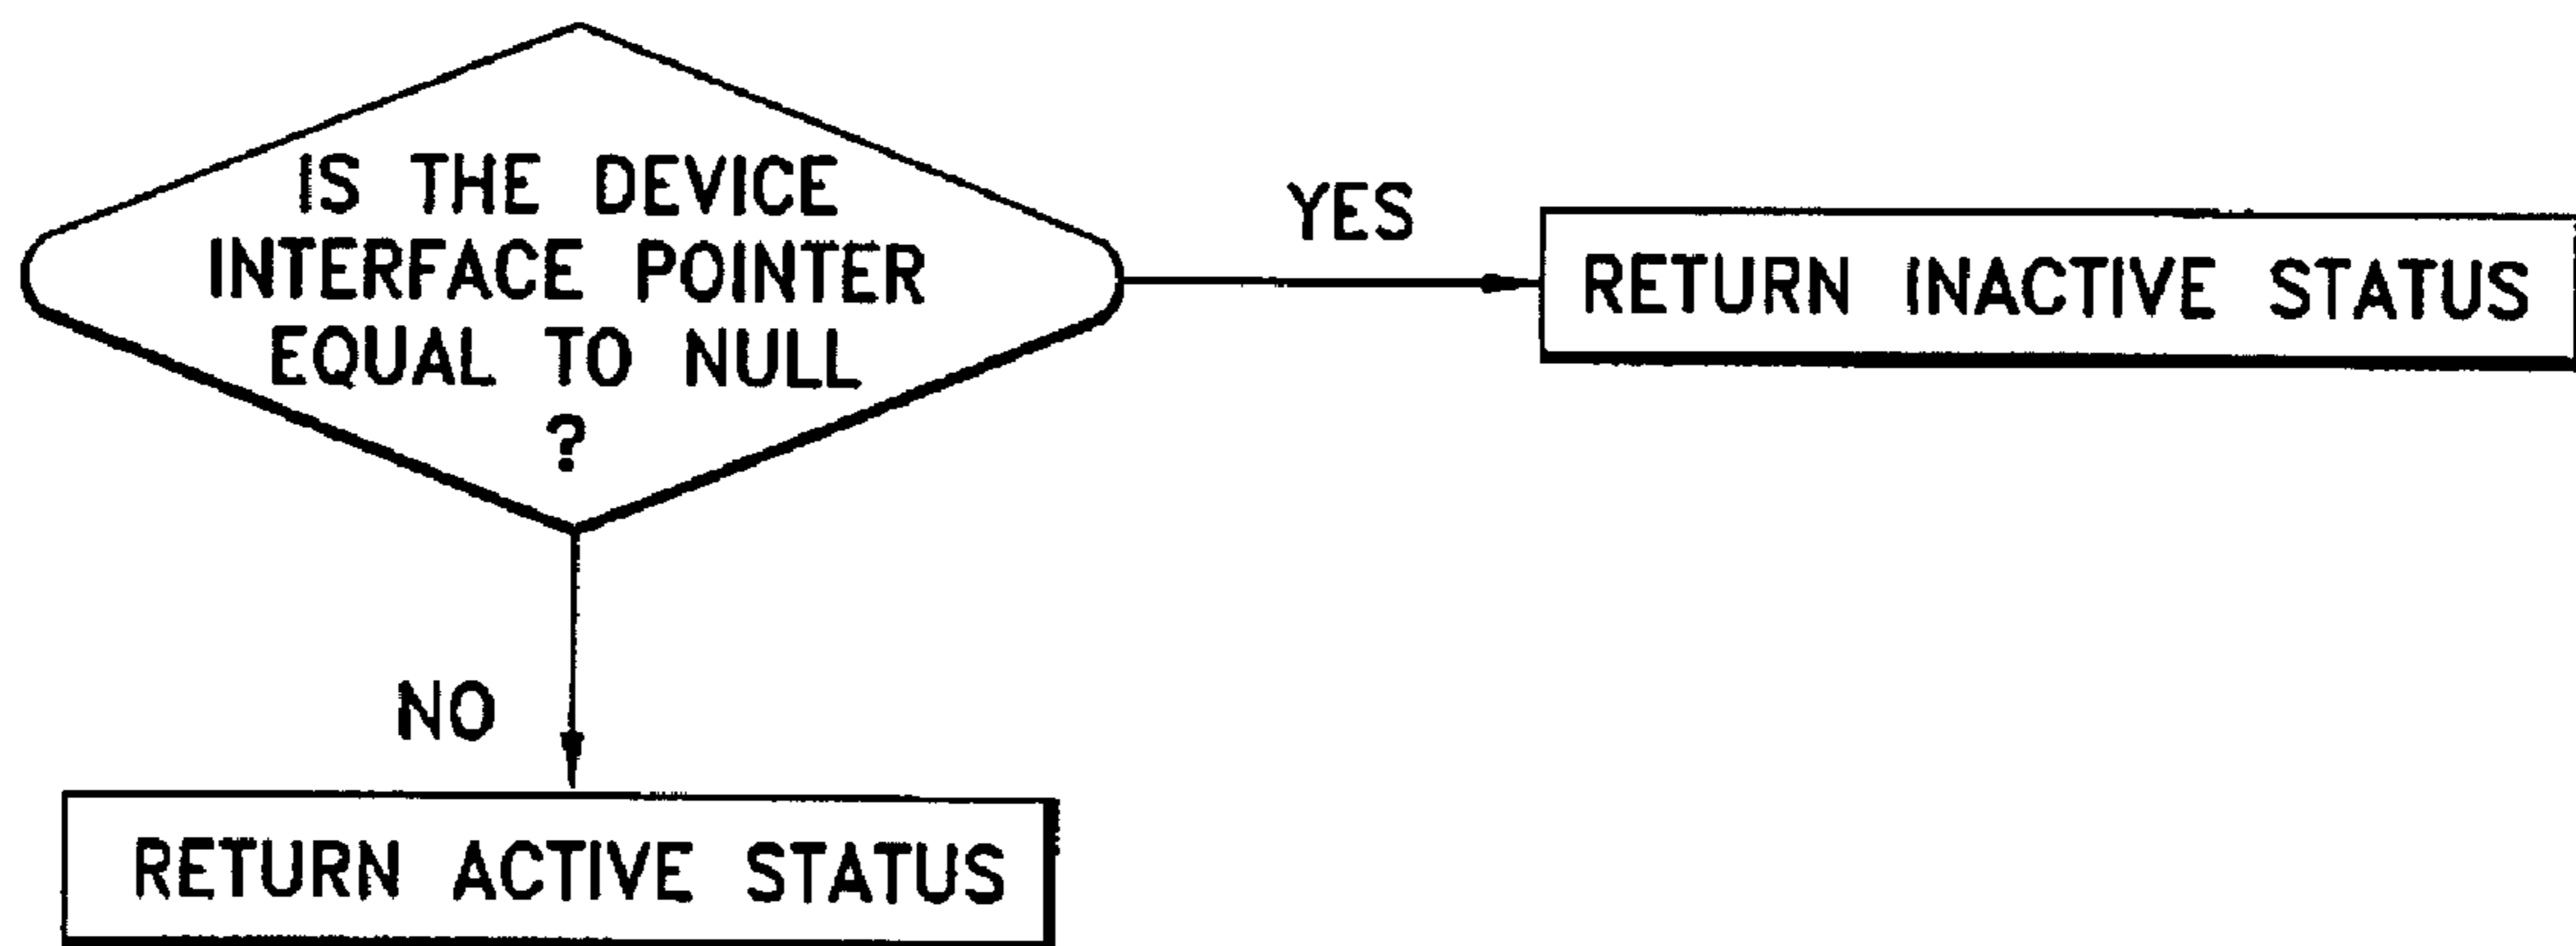 IS THE DEVICE
INTERFACE POINTER
EQUAL TO NULL
?
YES
RETURN INACTIVE STATUS
NO
RETURN ACTIVE STATUS